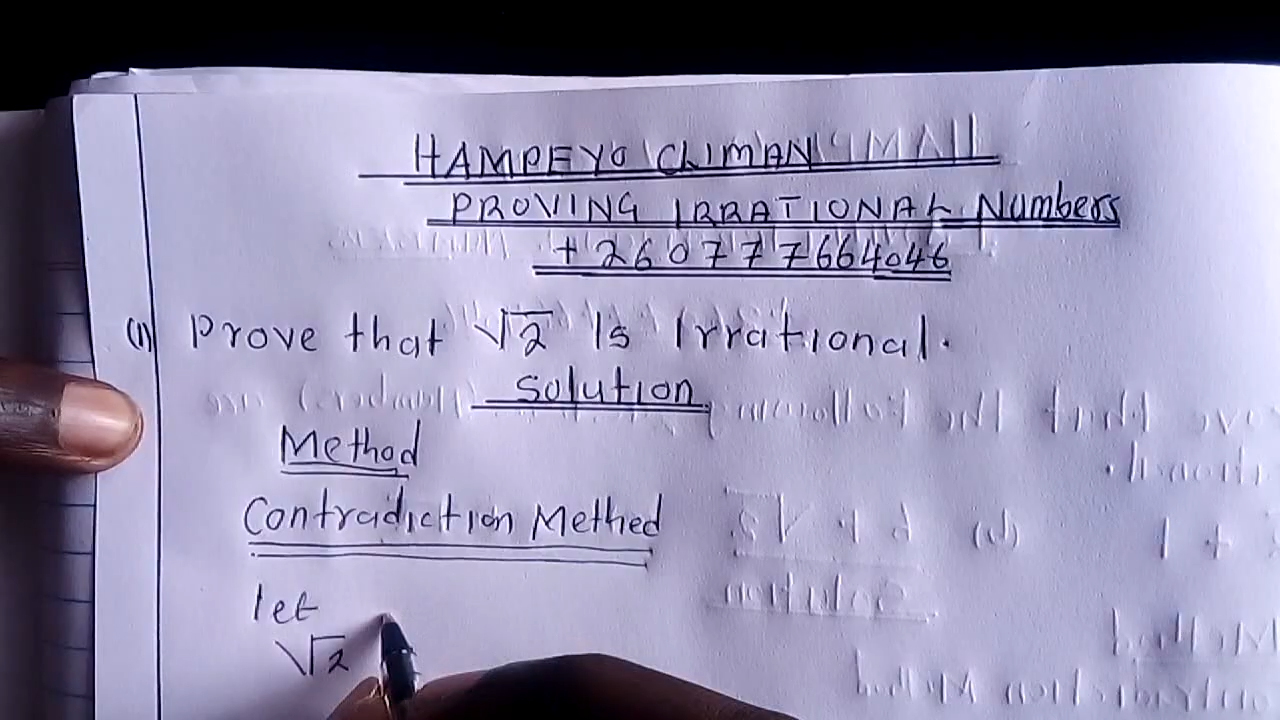 HAMPEYO CLIMAN
PROVING IRRATIONAL Numbers
+260777664046
(1) Prove that √2 Is Irrational.
Solution
Method
Contradiction Method
let
√2